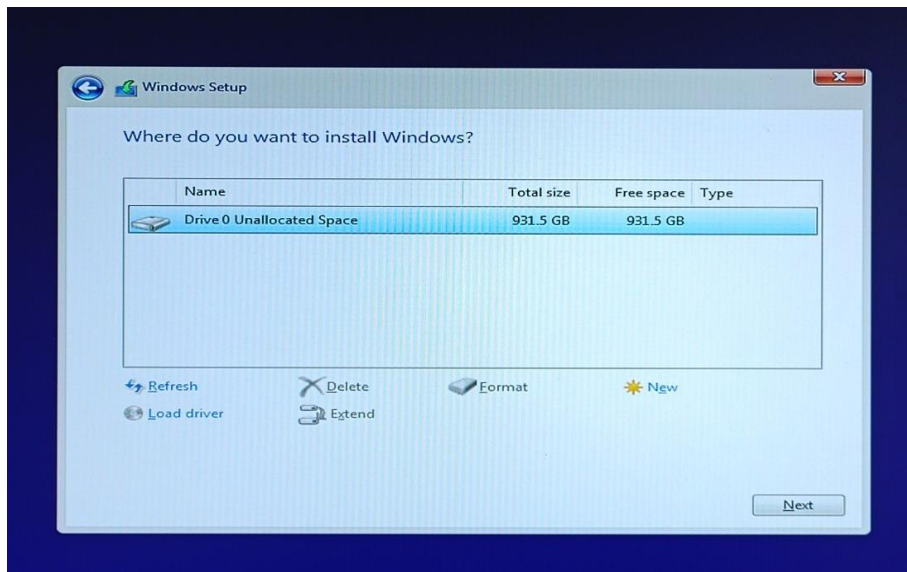 Windows Setup
Where do you want to install Windows?
Name Total size Free space Type
Drive 0 Unallocated Space 931.5 GB 931.5 GB
Refresh Delete Format New
Load driver Extend
Next